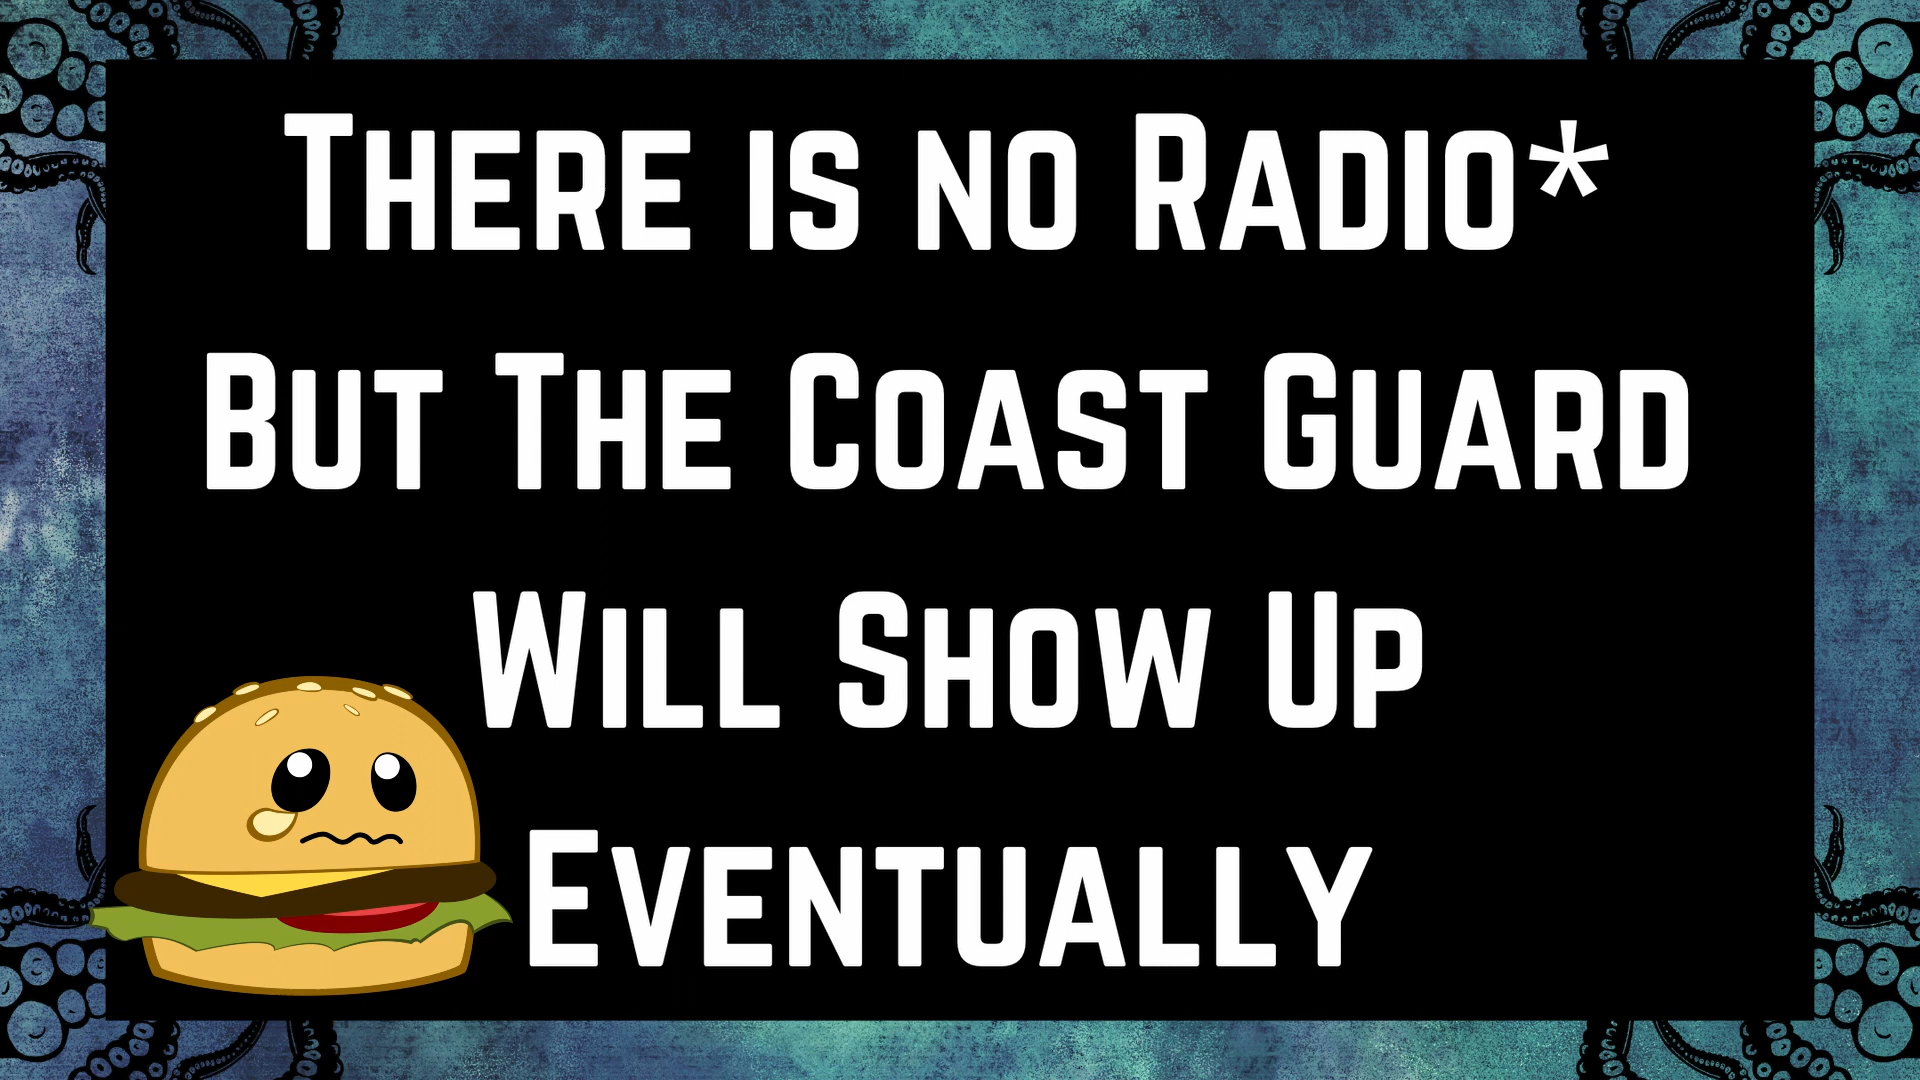 There is no Radio*
But The Coast Guard
Will Show Up
Eventually